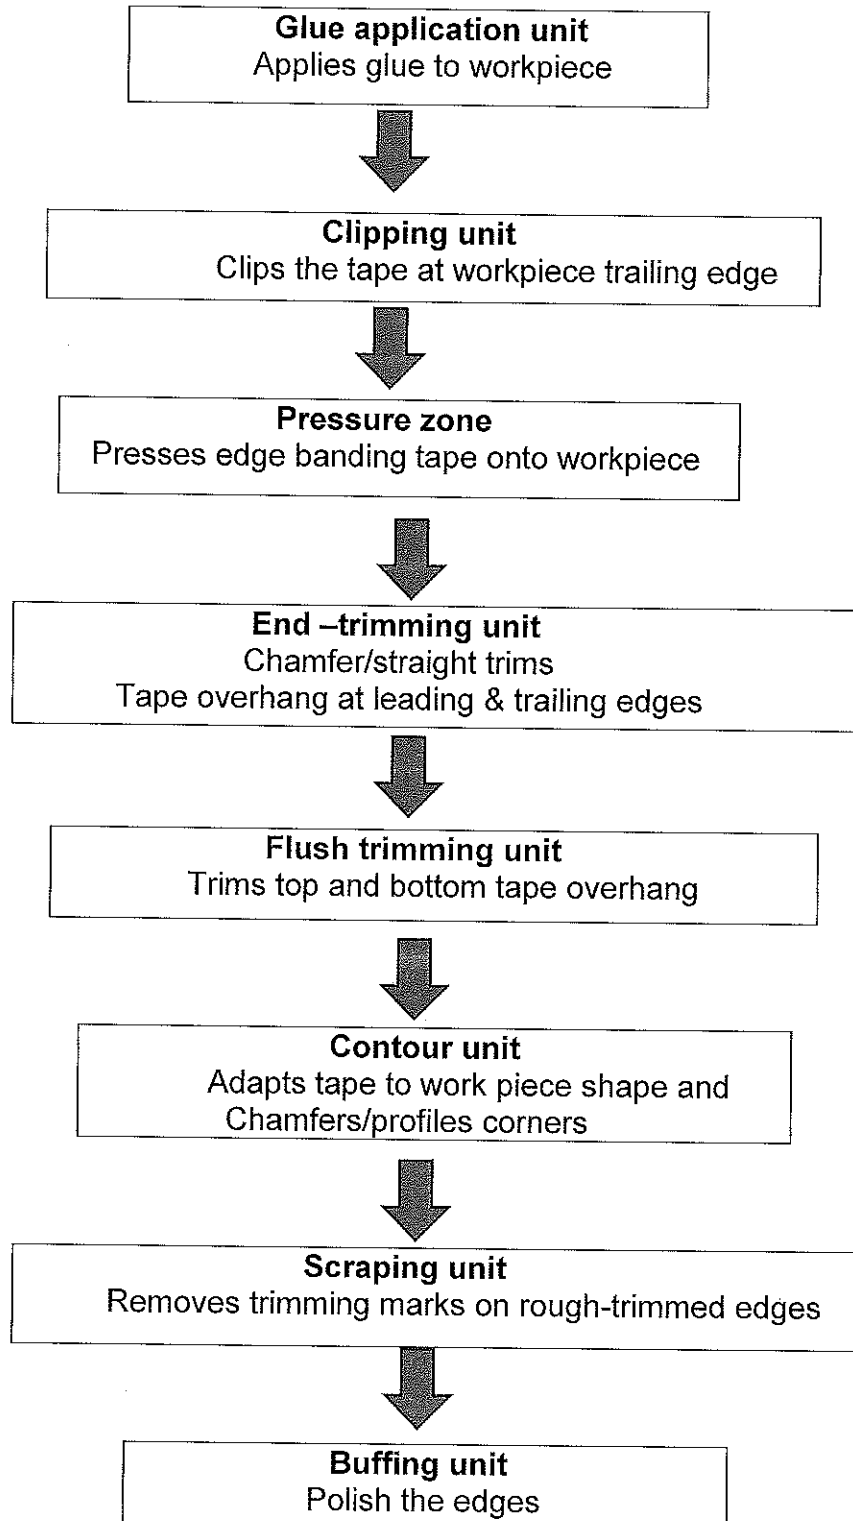 Glue application unit
Applies glue to workpiece
Clipping unit
Clips the tape at workpiece trailing edge
Pressure zone
Presses edge banding tape onto workpiece
End –trimming unit
Chamfer/straight trims
Tape overhang at leading & trailing edges
Flush trimming unit
Trims top and bottom tape overhang
Contour unit
Adapts tape to work piece shape and
Chamfers/profiles corners
Scraping unit
Removes trimming marks on rough-trimmed edges
Buffing unit
Polish the edges